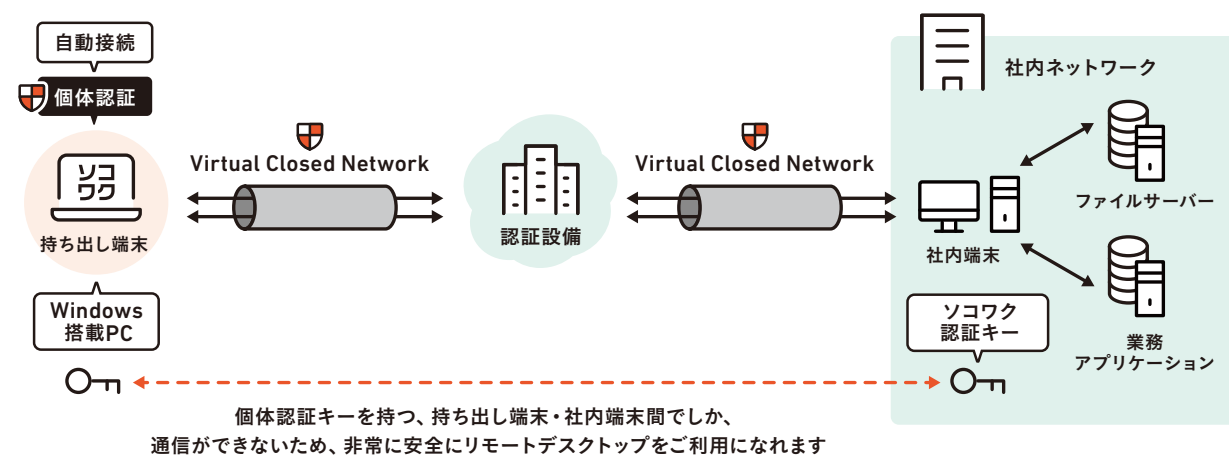 自動接続
個体認証
ソコ
ワク
持ち出し端末
Windows
搭載PC
Virtual Closed Network
認証設備
Virtual Closed Network
社内ネットワーク
ファイルサーバー
社内端末
業務
アプリケーション
ソコワク
認証キー
個体認証キーを持つ、持ち出し端末・社内端末間でしか、
通信ができないため、非常に安全にリモートデスクトップをご利用になれます